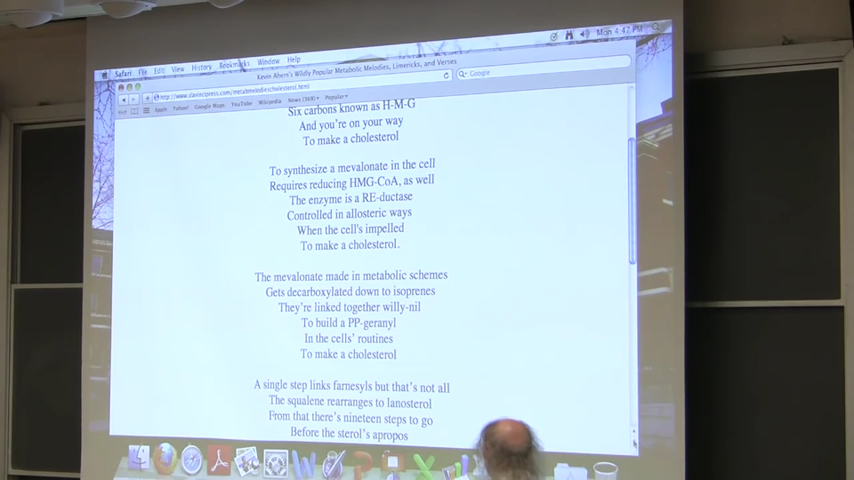 Safari File Edit View History Bookmarks Window Help
Mon 4:47 PM
Kevin Ahern's Wildly Popular Metabolic Melodies, Limericks, and Verses
Google
Apple Yahoo! Google Maps YouTube Wikipedia News (369) Popular
Six carbons known as H-M-G
And you're on your way
To make a cholesterol
To synthesize a mevalonate in the cell
Requires reducing HMG-CoA, as well
The enzyme is a RE-ductase
Controlled in allosteric ways
When the cell's impelled
To make a cholesterol.
The mevalonate made in metabolic schemes
Gets decarboxylated down to isoprenes
They're linked together willy-nil
To build a PP-geranyl
In the cells' routines
To make a cholesterol
A single step links farnesyls but that's not all
The squalene rearranges to lanosterol
From that there's nineteen steps to go
Before the sterol's apropos